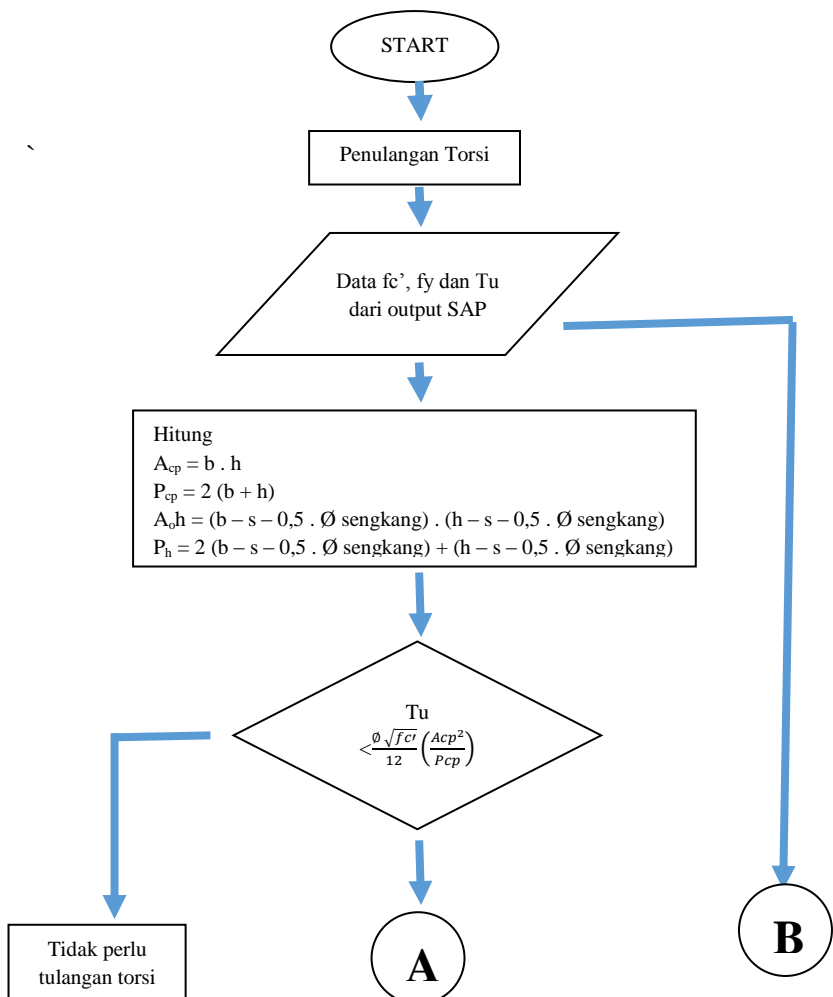 START
`
Penulangan Torsi
Data fc’, fy dan Tu
dari output SAP
Hitung
Acp = b . h
Pcp = 2 (b + h)
Aoh = (b – s – 0,5 . Ø sengkang) . (h – s – 0,5 . Ø sengkang)
Ph = 2 (b – s – 0,5 . Ø sengkang) + (h – s – 0,5 . Ø sengkang)
Tu
<Ø √fc′/12 (Acp²/Pcp)
Tidak perlu
tulangan torsi
A
B